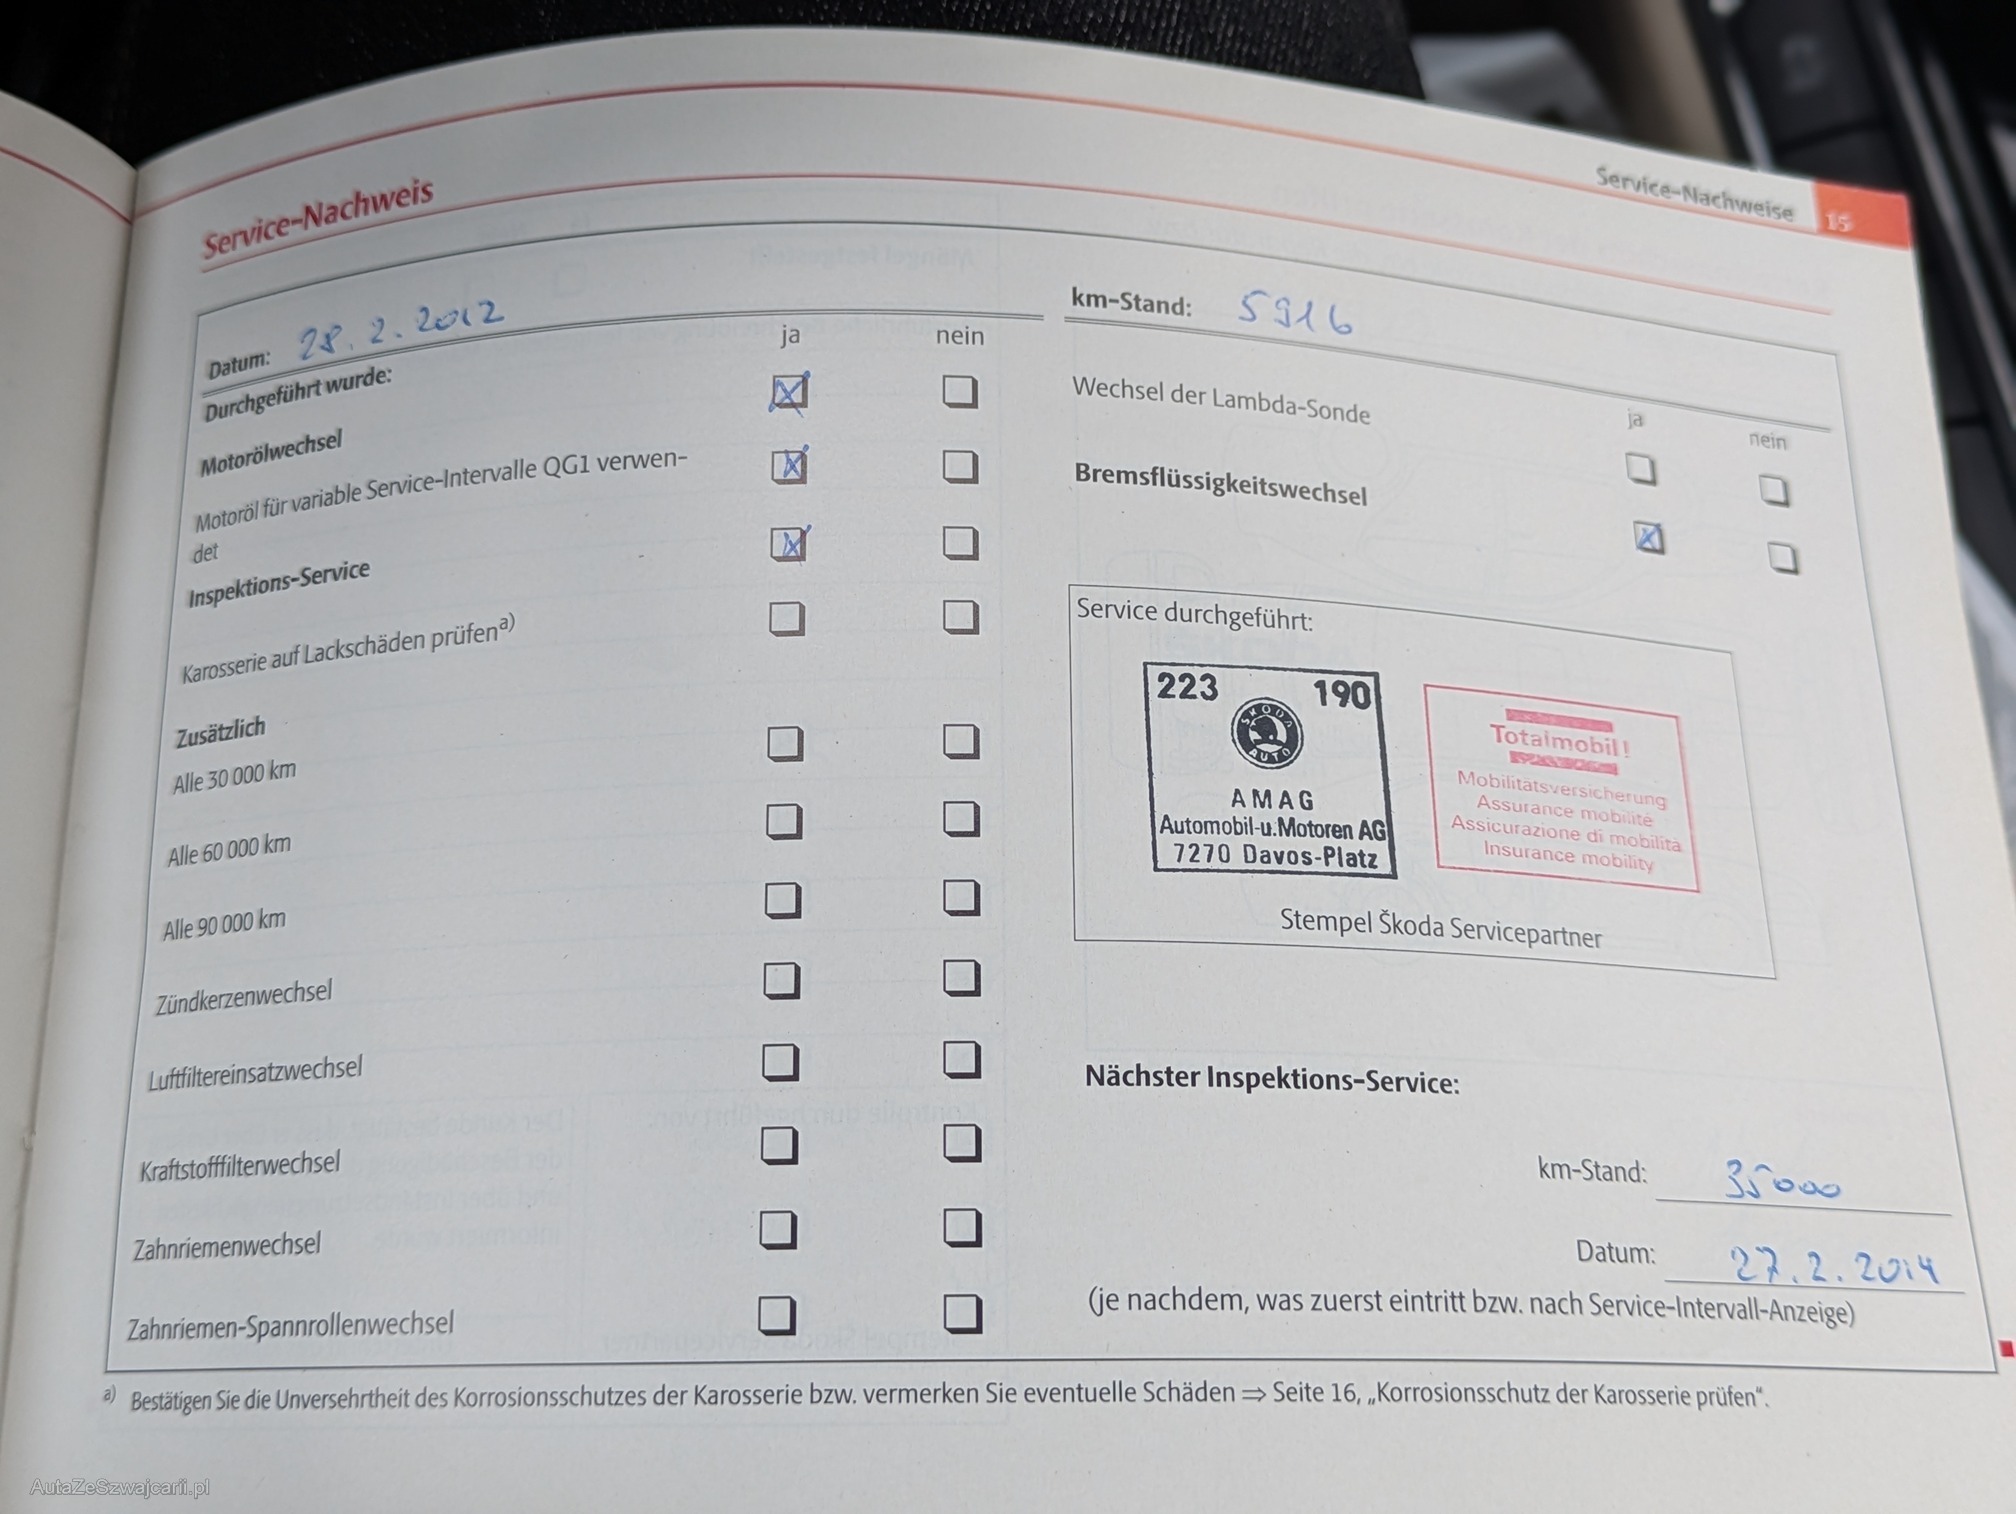 Service-Nachweise 15
Service-Nachweis
Datum: 28.2.2012
km-Stand: 5916
Durchgeführt wurde:
ja nein
Motorölwechsel
Motoröl für variable Service-Intervalle QG1 verwen-
det
Inspektions-Service
Karosserie auf Lackschäden prüfen a)
Zusätzlich
Alle 30 000 km
Alle 60 000 km
Alle 90 000 km
Zündkerzenwechsel
Luftfiltereinsatzwechsel
Kraftstofffilterwechsel
Zahnriemenwechsel
Zahnriemen-Spannrollenwechsel
ja nein
Wechsel der Lambda-Sonde
Bremsflüssigkeitswechsel
Service durchgeführt:
223 190
SKODA
AUTO
AMAG
Automobil-u.Motoren AG
7270 Davos-Platz
Totalmobil!
Mobilitätsversicherung
Assurance mobilité
Assicurazione di mobilità
Insurance mobility
Stempel Škoda Servicepartner
Nächster Inspektions-Service:
km-Stand: 35000
Datum: 27.2.2014
(je nachdem, was zuerst eintritt bzw. nach Service-Intervall-Anzeige)
a) Bestätigen Sie die Unversehrtheit des Korrosionsschutzes der Karosserie bzw. vermerken Sie eventuelle Schäden ⇒ Seite 16, „Korrosionsschutz der Karosserie prüfen“.
AutaZeSzwajcarii.pl